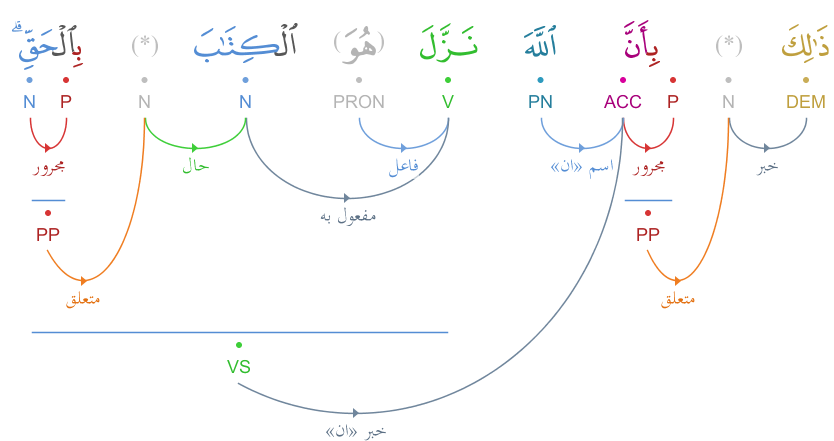 ذَٰلِكَ (*) بِأَنَّ ٱللَّهَ نَزَّلَ (هُوَ) ٱلْكِتَٰبَ (*) بِٱلْحَقِّ ۗ
DEM N P ACC PN V PRON N N P N
خبر مجرور اسم «ان» فاعل حال مجرور
مفعول به
PP PP
متعلق متعلق
VS
خبر «ان»